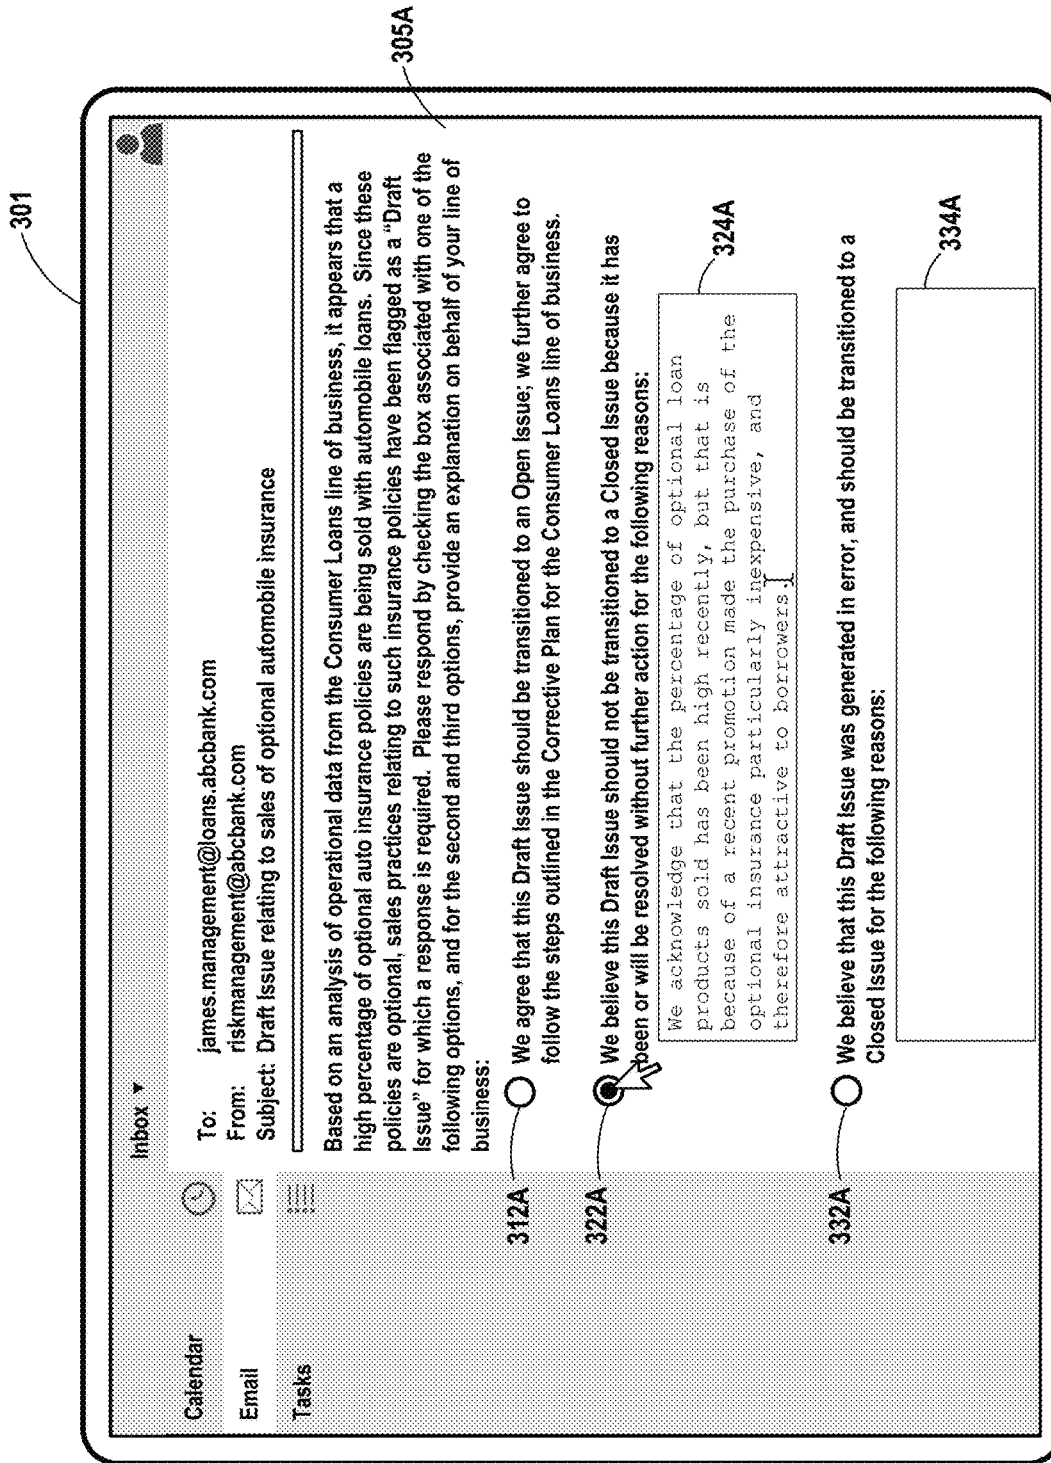 301
Inbox ▼
Calendar
Email
Tasks
To: james.management@loans.abcbank.com
From: riskmanagement@abcbank.com
Subject: Draft Issue relating to sales of optional automobile insurance
305A
Based on an analysis of operational data from the Consumer Loans line of business, it appears that a
high percentage of optional auto insurance policies are being sold with automobile loans. Since these
policies are optional, sales practices relating to such insurance policies have been flagged as a "Draft
Issue" for which a response is required. Please respond by checking the box associated with one of the
following options, and for the second and third options, provide an explanation on behalf of your line of
business:
312A
We agree that this Draft Issue should be transitioned to an Open Issue; we further agree to
follow the steps outlined in the Corrective Plan for the Consumer Loans line of business.
322A
We believe this Draft Issue should not be transitioned to a Closed Issue because it has
been or will be resolved without further action for the following reasons:
324A
We acknowledge that the percentage of optional loan
products sold has been high recently, but that is
because of a recent promotion made the purchase of the
optional insurance particularly inexpensive, and
therefore attractive to borrowers.
332A
We believe that this Draft Issue was generated in error, and should be transitioned to a
Closed Issue for the following reasons:
334A